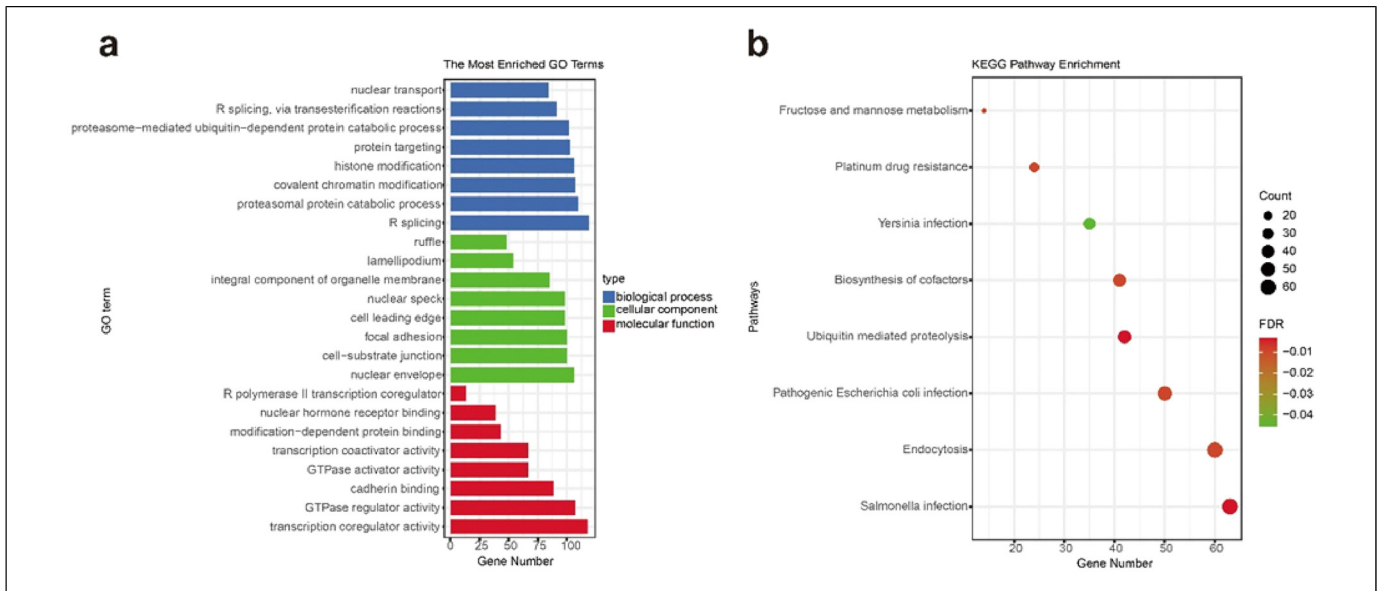 a
The Most Enriched GO Terms
nuclear transport
R splicing, via transesterification reactions
proteasome−mediated ubiquitin−dependent protein catabolic process
protein targeting
histone modification
covalent chromatin modification
proteasomal protein catabolic process
R splicing
ruffle
lamellipodium
integral component of organelle membrane
nuclear speck
cell leading edge
focal adhesion
cell−substrate junction
nuclear envelope
R polymerase II transcription coregulator
nuclear hormone receptor binding
modification−dependent protein binding
transcription coactivator activity
GTPase activator activity
cadherin binding
GTPase regulator activity
transcription coregulator activity
GO term
0 25 50 75 100
Gene Number
type
biological process
cellular component
molecular function
b
KEGG Pathway Enrichment
Fructose and mannose metabolism
Platinum drug resistance
Yersinia infection
Biosynthesis of cofactors
Ubiquitin mediated proteolysis
Pathogenic Escherichia coli infection
Endocytosis
Salmonella infection
Pathways
20 30 40 50 60
Gene Number
Count
20
30
40
50
60
FDR
−0.01
−0.02
−0.03
−0.04